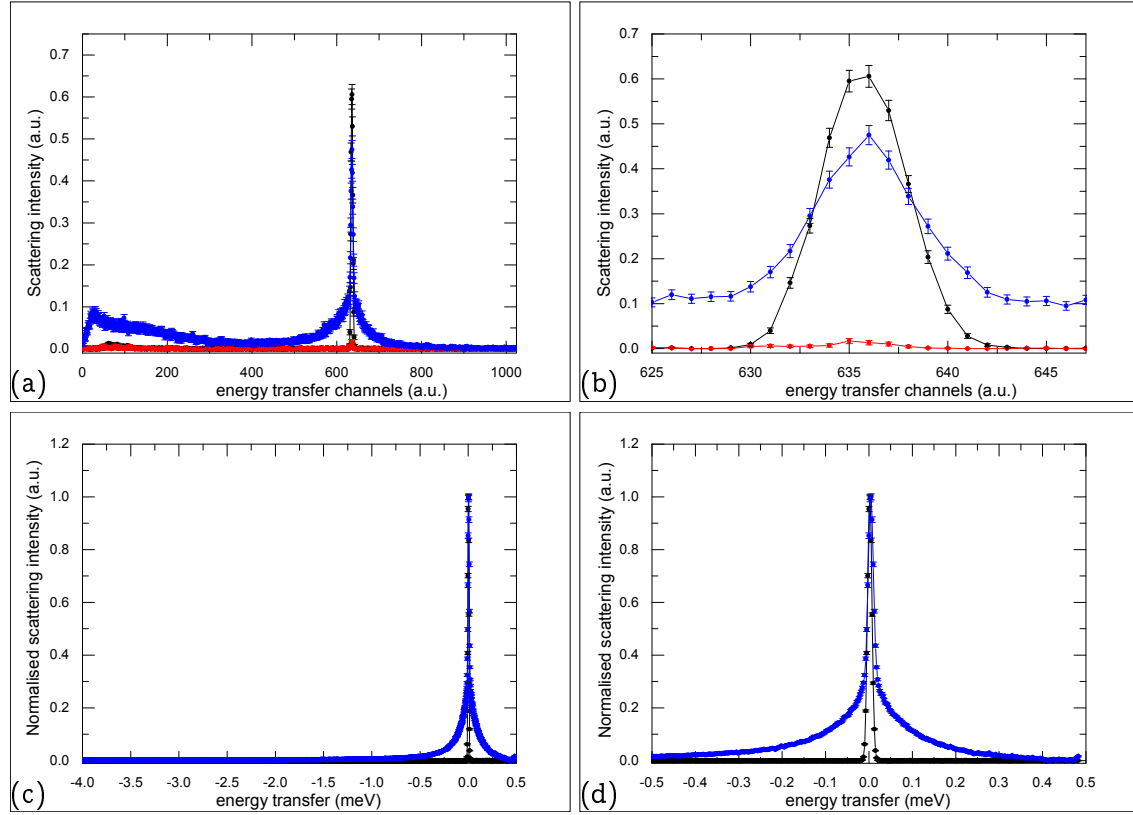 0.7
0.6
0.5
0.4
0.3
0.2
0.1
0.0
Scattering intensity (a.u.)
0 200 400 600 800 1000
energy transfer channels (a.u.)
(a)
0.7
0.6
0.5
0.4
0.3
0.2
0.1
0.0
Scattering intensity (a.u.)
625 630 635 640 645
energy transfer channels (a.u.)
(b)
1.2
1.0
0.8
0.6
0.4
0.2
0.0
Normalised scattering intensity (a.u.)
-4.0 -3.5 -3.0 -2.5 -2.0 -1.5 -1.0 -0.5 0.0 0.5
energy transfer (meV)
(c)
1.2
1.0
0.8
0.6
0.4
0.2
0.0
Normalised scattering intensity (a.u.)
-0.5 -0.4 -0.3 -0.2 -0.1 0.0 0.1 0.2 0.3 0.4 0.5
energy transfer (meV)
(d)